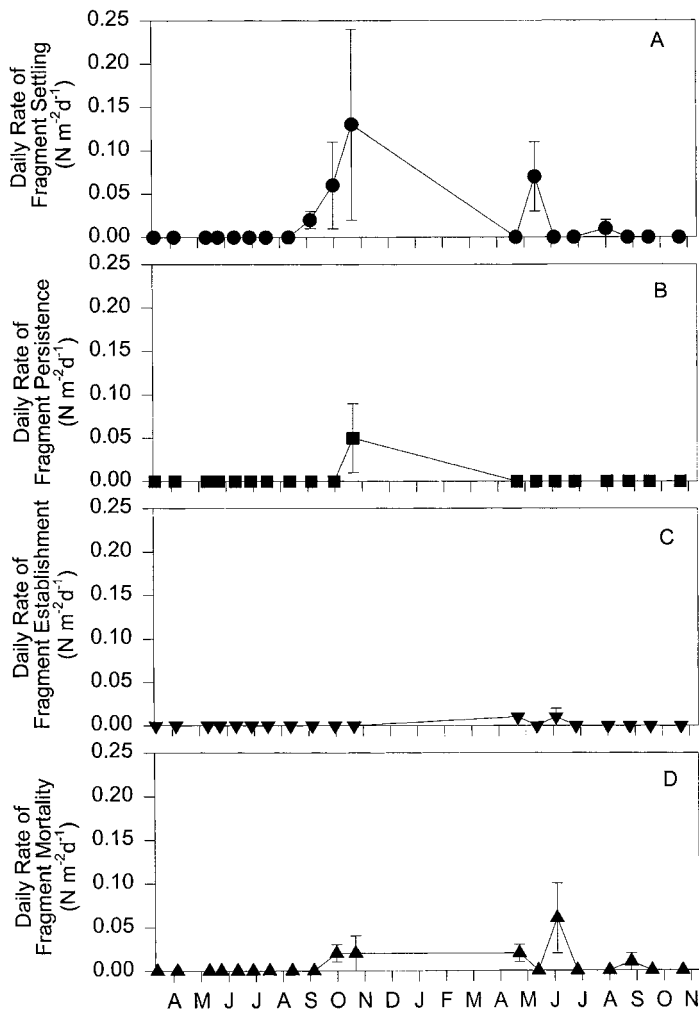 A
Daily Rate of
Fragment Settling
(N m⁻²d⁻¹)
0.25
0.20
0.15
0.10
0.05
0.00
B
Daily Rate of
Fragment Persistence
(N m⁻²d⁻¹)
0.25
0.20
0.15
0.10
0.05
0.00
C
Daily Rate of
Fragment Establishment
(N m⁻²d⁻¹)
0.25
0.20
0.15
0.10
0.05
0.00
D
Daily Rate of
Fragment Mortality
(N m⁻²d⁻¹)
0.25
0.20
0.15
0.10
0.05
0.00
A M J J A S O N D J F M A M J J A S O N